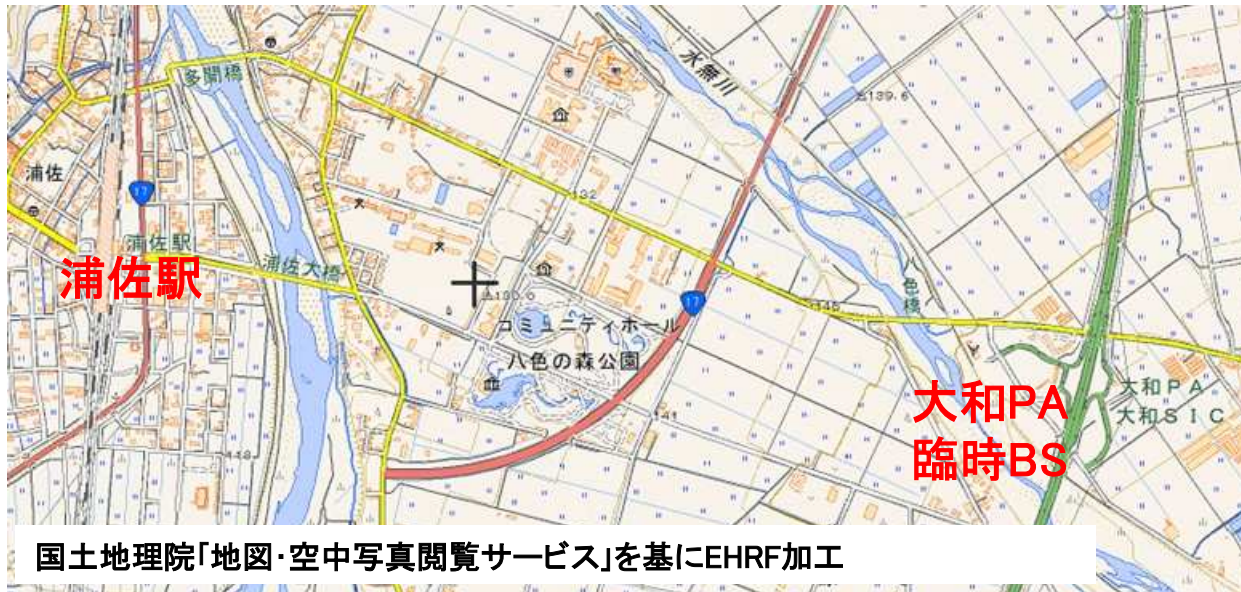 多聞橋
水無川
139.6
浦佐
17
132
浦佐駅
浦佐駅
浦佐大橋
八色橋
130.0
17
146
コミュニティホール
八色の森公園
141
大和PA
臨時BS
大和PA
大和SIC
118
国土地理院「地図・空中写真閲覧サービス」を基にEHRF加工